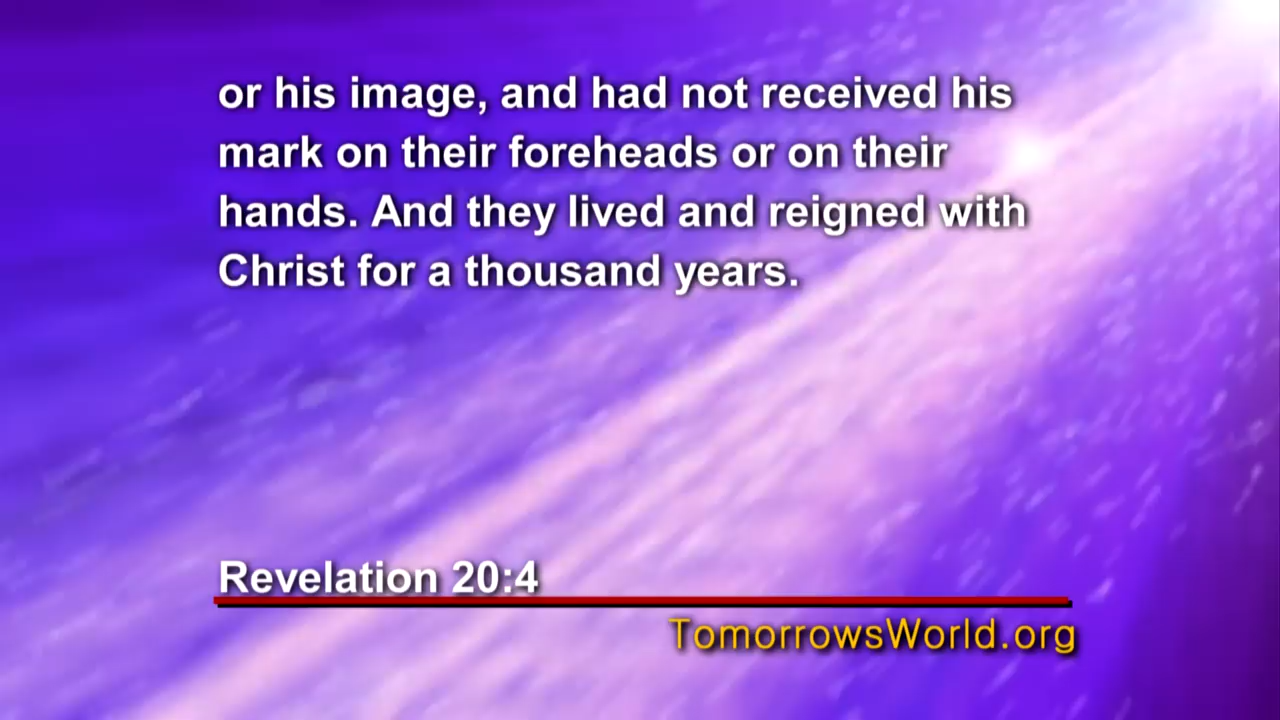 or his image, and had not received his
mark on their foreheads or on their
hands. And they lived and reigned with
Christ for a thousand years.
Revelation 20:4
TomorrowsWorld.org